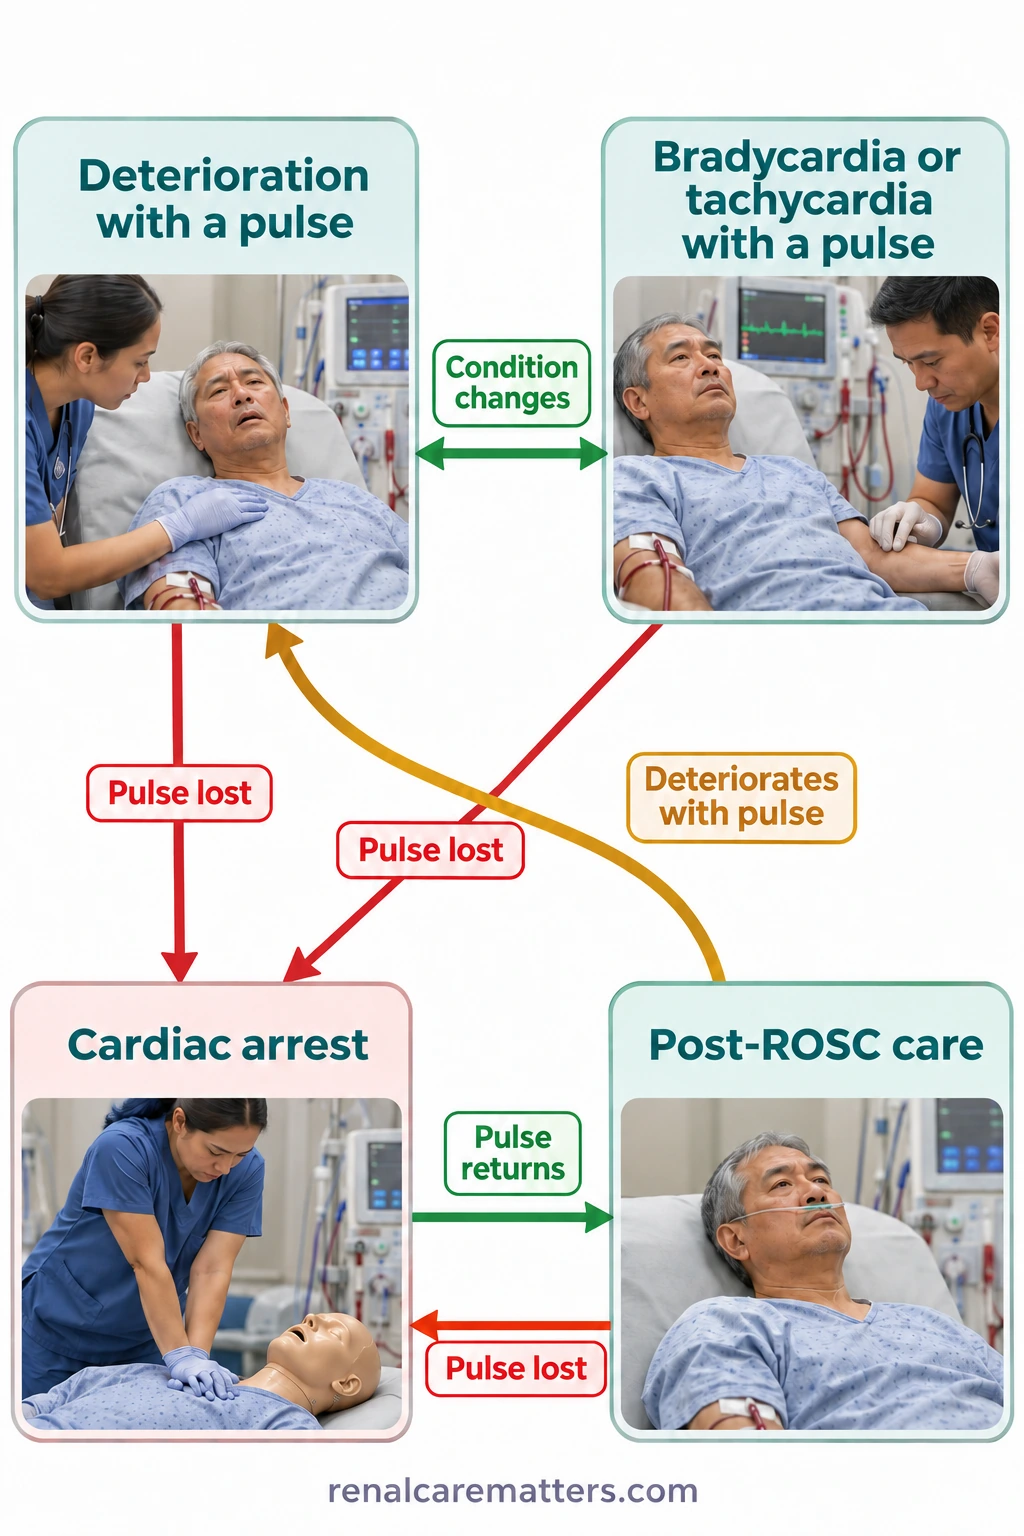 Deterioration
with a pulse
Bradycardia or
tachycardia
with a pulse
Condition
changes
Pulse lost
Pulse lost
Deteriorates
with pulse
Cardiac arrest
Post-ROSC care
Pulse
returns
Pulse lost
renalcarematters.com